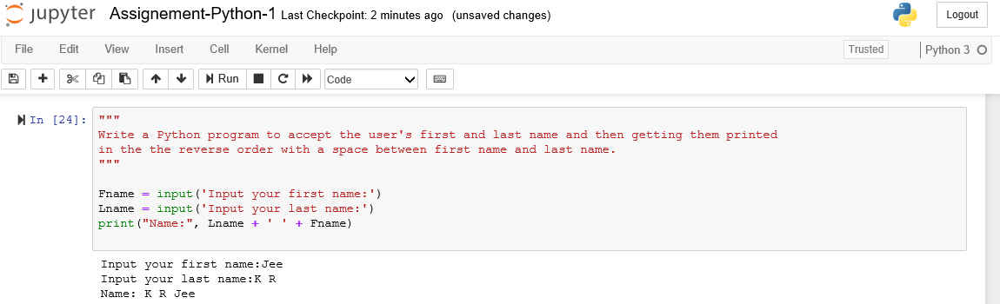 jupyter Assignement-Python-1 Last Checkpoint: 2 minutes ago (unsaved changes) Logout
File Edit View Insert Cell Kernel Help Trusted Python 3
Run Code
In [24]: """
Write a Python program to accept the user's first and last name and then getting them printed
in the the reverse order with a space between first name and last name.
"""
Fname = input('Input your first name:')
Lname = input('Input your last name:')
print("Name:", Lname + ' ' + Fname)
Input your first name:Jee
Input your last name:K R
Name: K R Jee